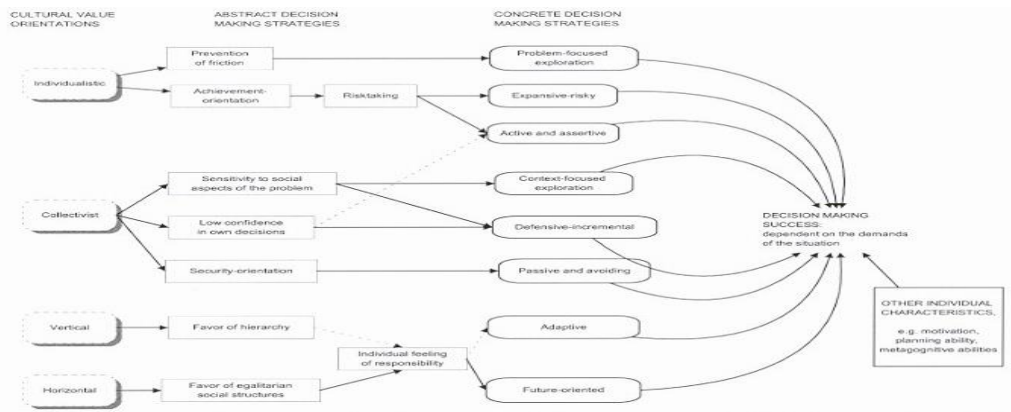 CULTURAL VALUE
ORIENTATIONS
ABSTRACT DECISION
MAKING STRATEGIES
CONCRETE DECISION
MAKING STRATEGIES
Individualistic
Prevention
of friction
Problem-focused
exploration
Achievement-
orientation
Risktaking
Expansive-risky
Active and assertive
Collectivist
Sensitivity to social
aspects of the problem
Context-focused
exploration
Low confidence
in own decisions
Defensive-incremental
Security-orientation
Passive and avoiding
DECISION MAKING
SUCCESS:
dependent on the demands
of the situation
OTHER INDIVIDUAL
CHARACTERISTICS,
e.g. motivation,
planning ability,
metagognitive abilities
Vertical
Favor of hierarchy
Individual feeling
of responsibility
Adaptive
Horizontal
Favor of egalitarian
social structures
Future-oriented